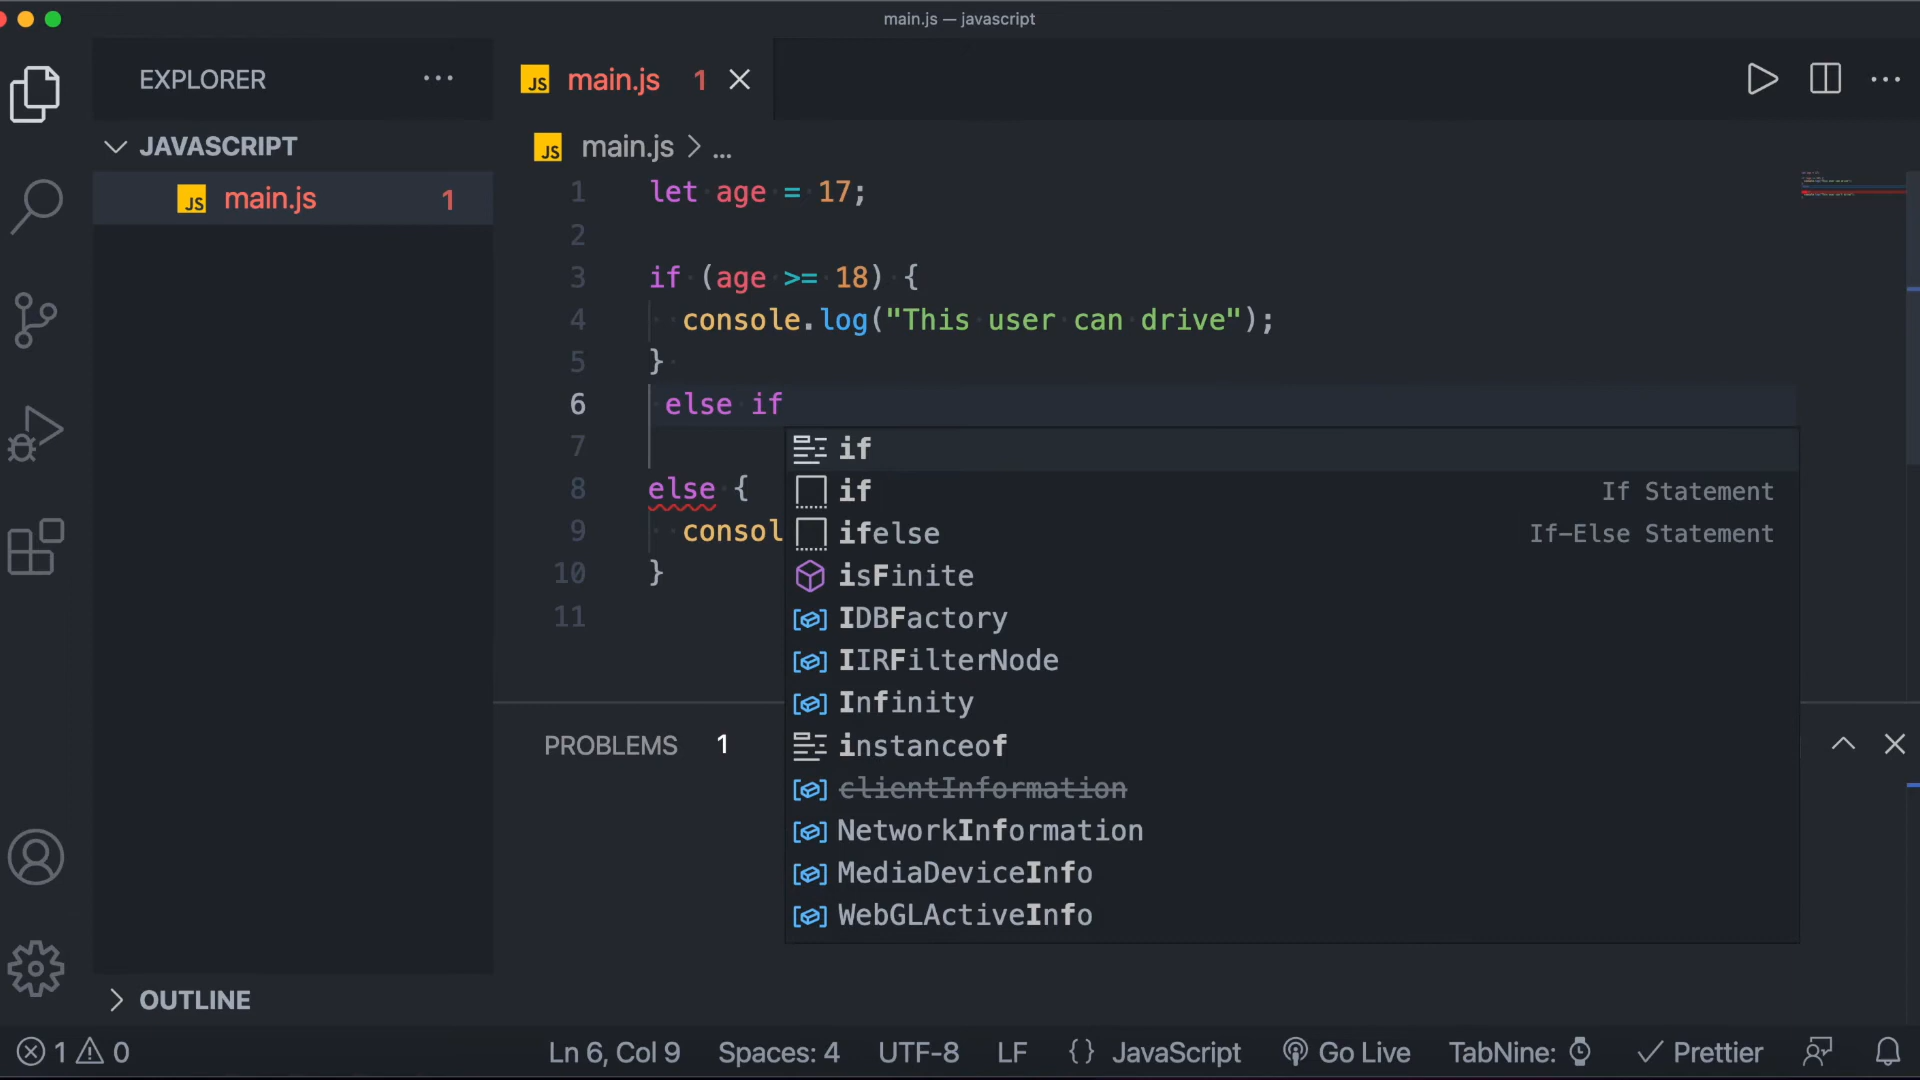 main.js — javascript
EXPLORER ...
JS main.js 1
JAVASCRIPT
JS main.js > ...
JS main.js 1
1 let age = 17;
2
3 if (age >= 18) {
4 console.log("This user can drive");
5 }
6 else if
7
8 else {
9 consol
10 }
11
if
if If Statement
ifelse If-Else Statement
isFinite
IDBFactory
IIRFilterNode
Infinity
instanceof
clientInformation
NetworkInformation
MediaDeviceInfo
WebGLActiveInfo
PROBLEMS 1
OUTLINE
1 0 Ln 6, Col 9 Spaces: 4 UTF-8 LF {} JavaScript Go Live TabNine: Prettier